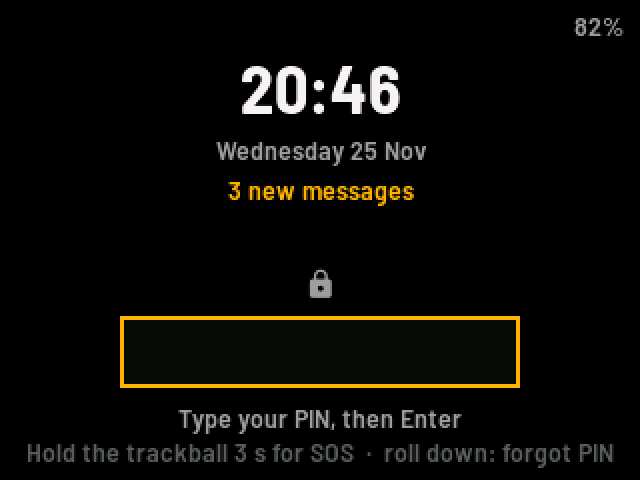 82%
20:46
Wednesday 25 Nov
3 new messages
Type your PIN, then Enter
Hold the trackball 3 s for SOS · roll down: forgot PIN